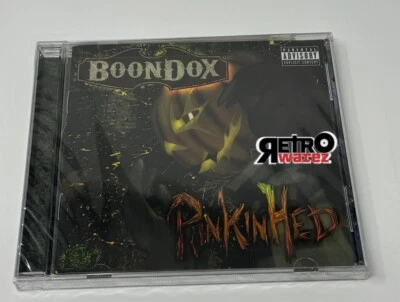 BOONDOX
PARENTAL
ADVISORY
EXPLICIT CONTENT
RETRO
warez
PUNKINHED